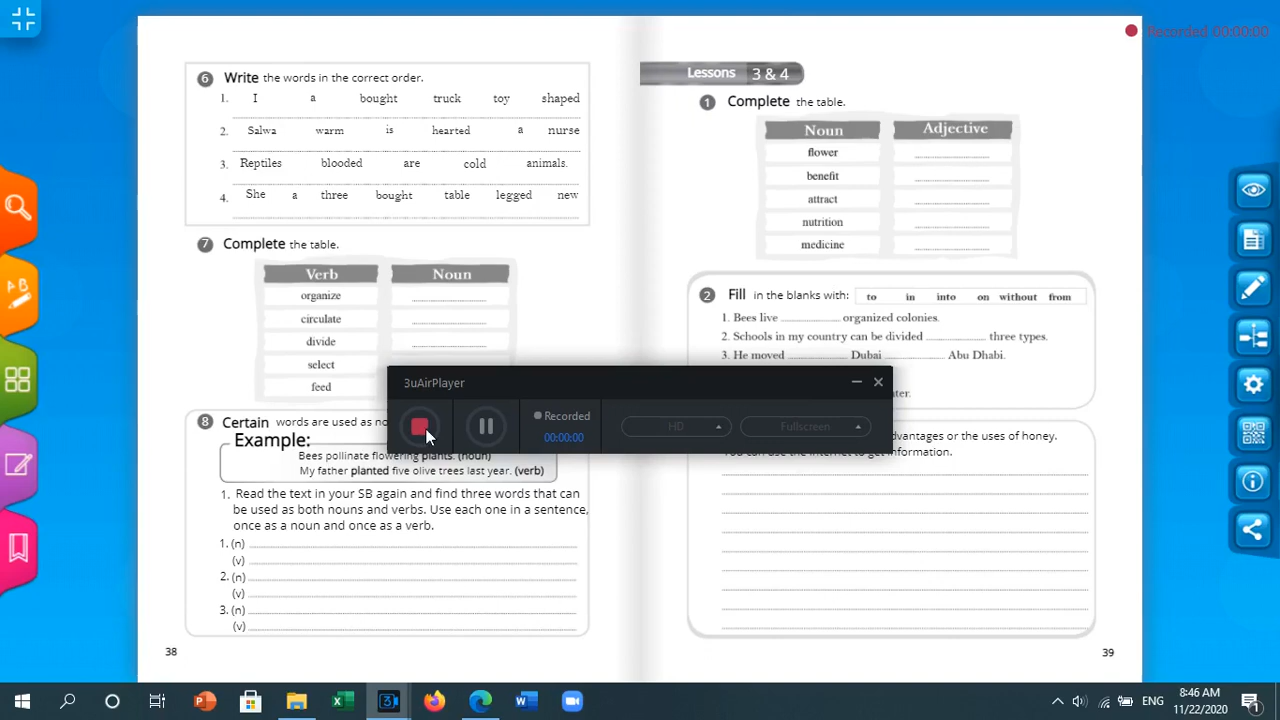 Recorded 00:00:00
6 Write the words in the correct order.
1. I a bought truck toy shaped
2. Salwa warm is hearted a nurse
3. Reptiles blooded are cold animals.
4. She a three bought table legged new
7 Complete the table.
Verb Noun
organize
circulate
divide
select
feed
8 Certain words are used as
Example:
Bees pollinate flowering plants. (noun)
My father planted five olive trees last year. (verb)
1. Read the text in your SB again and find three words that can
be used as both nouns and verbs. Use each one in a sentence,
once as a noun and once as a verb.
1. (n)
(v)
2. (n)
(v)
3. (n)
(v)
38
Lessons 3 & 4
1 Complete the table.
Noun Adjective
flower
benefit
attract
nutrition
medicine
2 Fill in the blanks with: to in into on without from
1. Bees live organized colonies.
2. Schools in my country can be divided three types.
3. He moved Dubai Abu Dhabi.
dvantages or the uses of honey.
You can use the internet to get information.
39
3uAirPlayer
Recorded
00:00:00
HD
Fullscreen
ENG
8:46 AM
11/22/2020